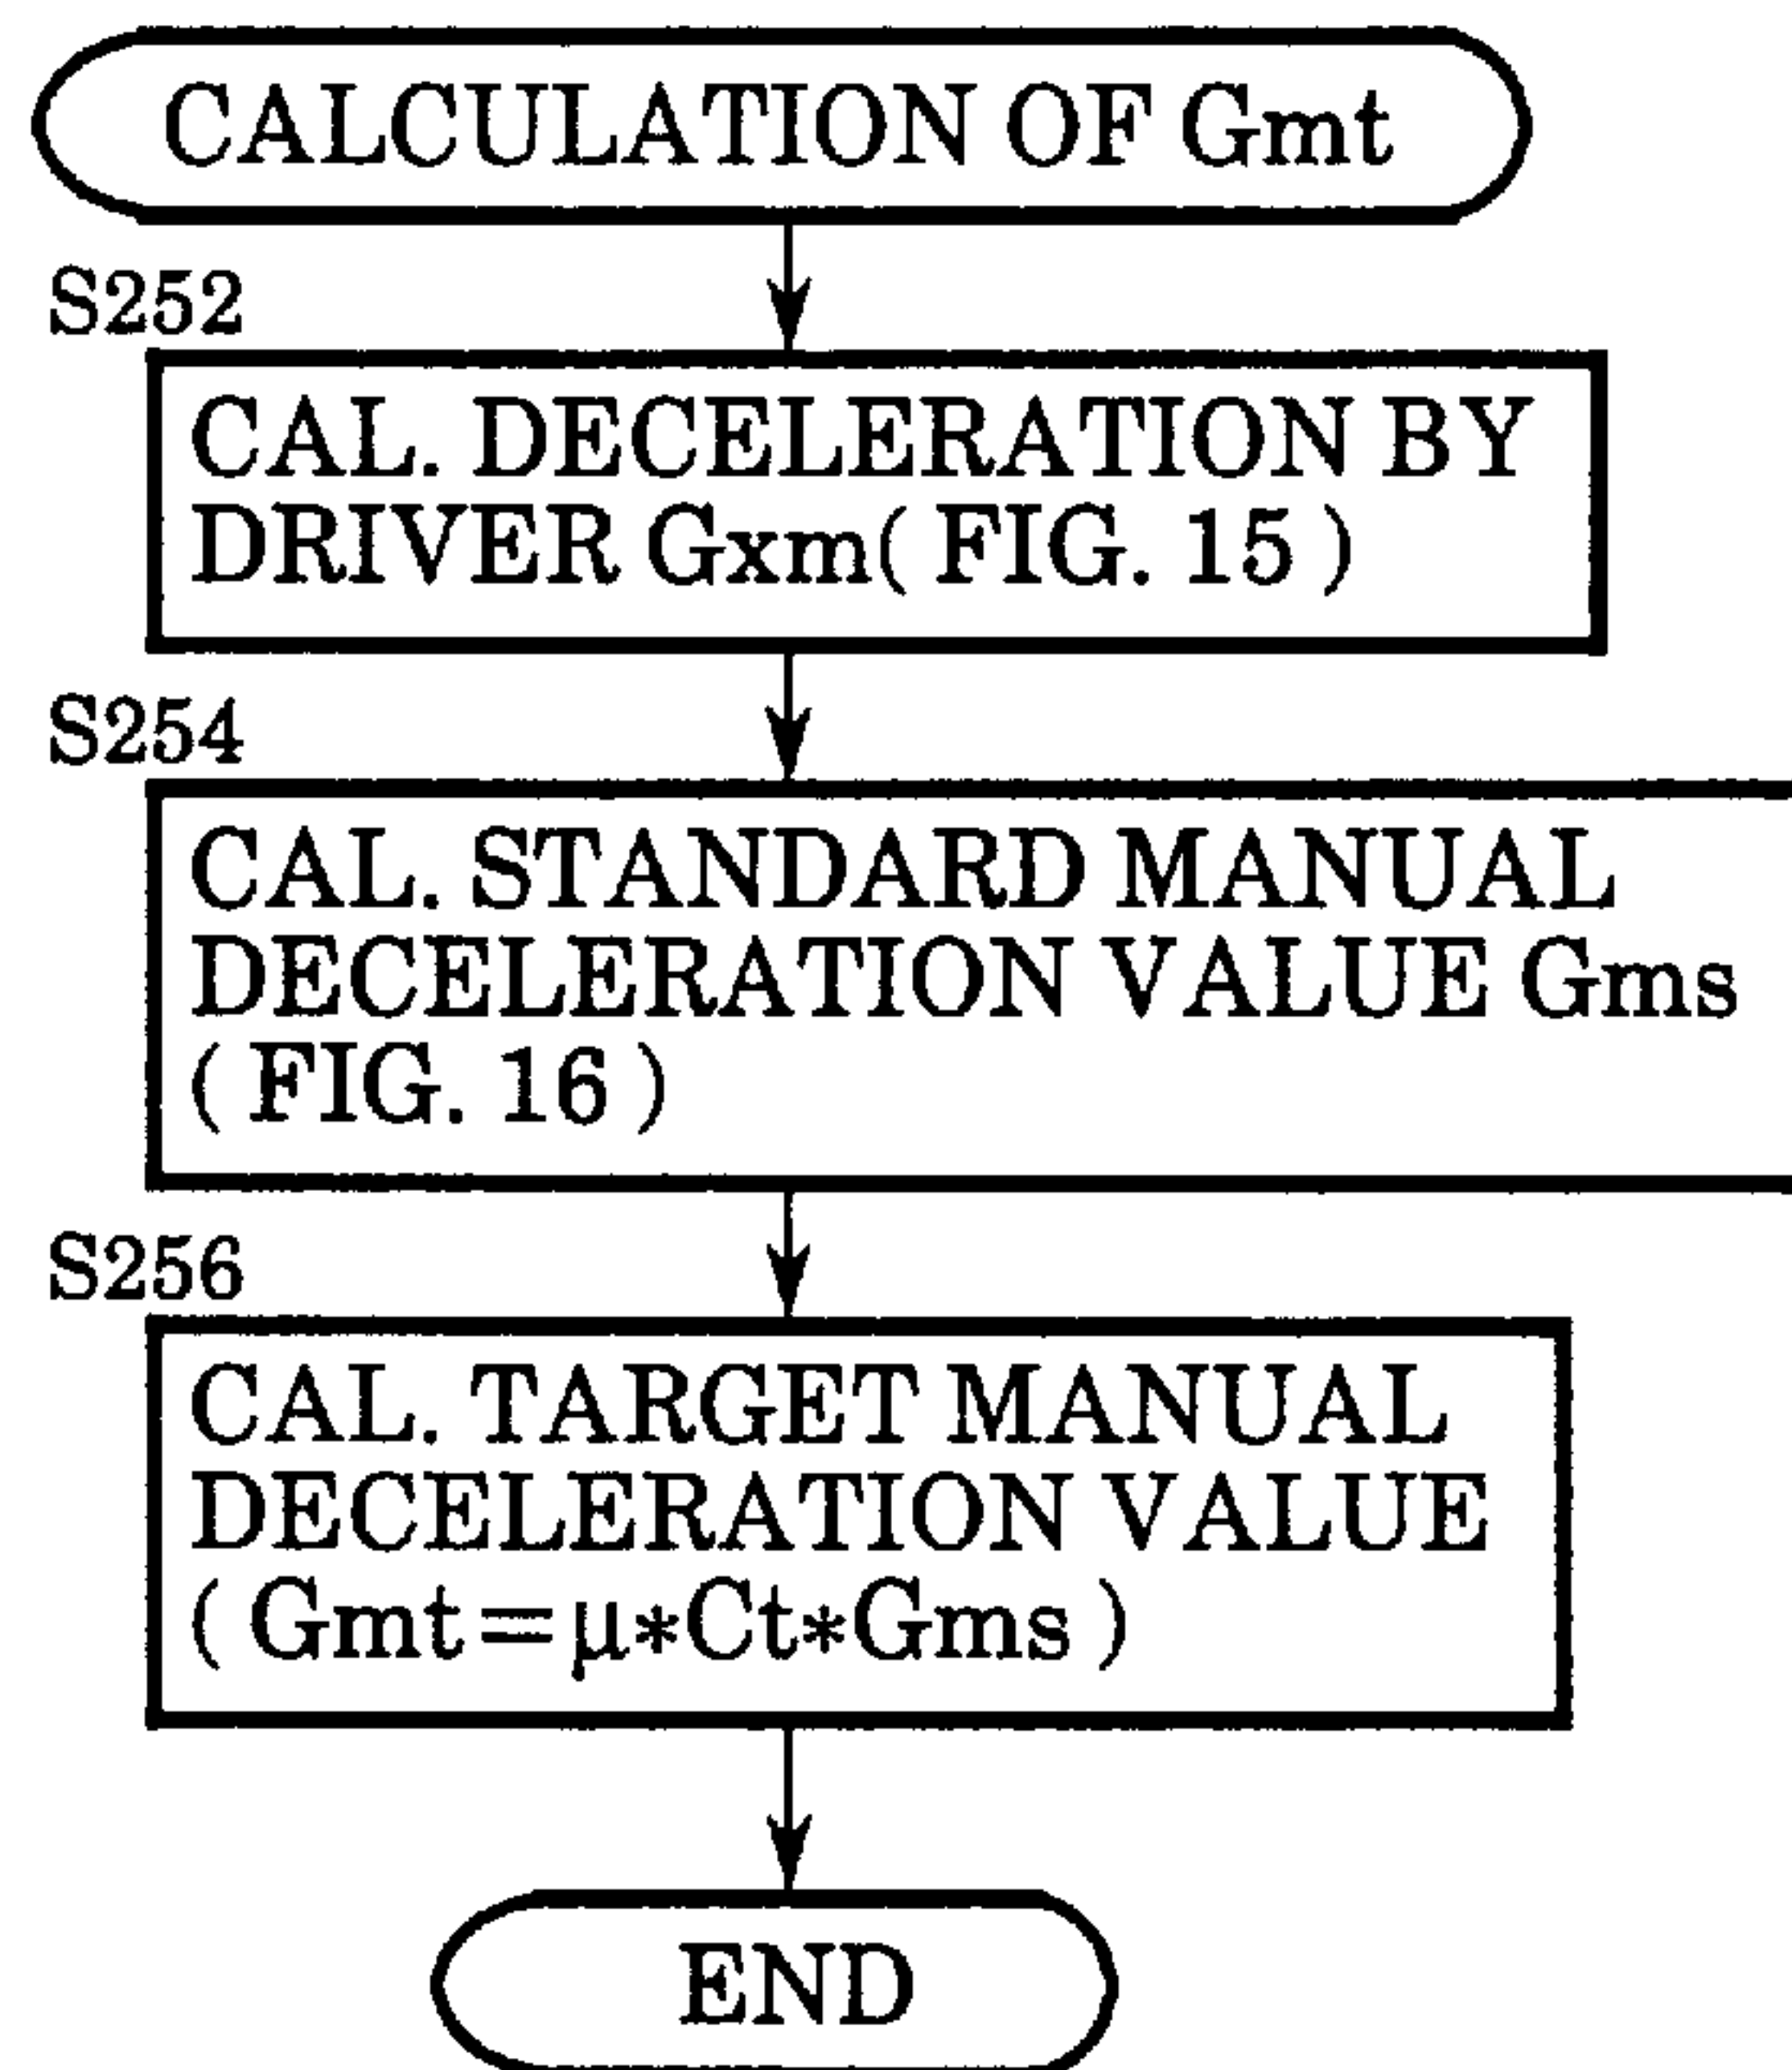 CALCULATION OF Gmt
S252
CAL. DECELERATION BY
DRIVER Gxm( FIG. 15 )
S254
CAL. STANDARD MANUAL
DECELERATION VALUE Gms
( FIG. 16 )
S256
CAL. TARGET MANUAL
DECELERATION VALUE
( Gmt=μ*Ct*Gms )
END